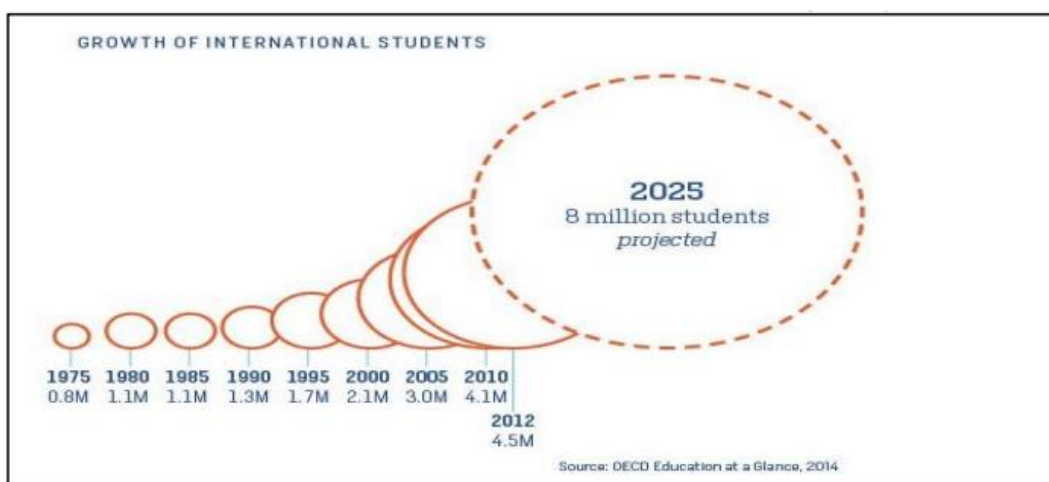 GROWTH OF INTERNATIONAL STUDENTS
2025
8 million students
projected
1975 1980 1985 1990 1995 2000 2005 2010
0.8M 1.1M 1.1M 1.3M 1.7M 2.1M 3.0M 4.1M
2012
4.5M
Source: OECD Education at a Glance, 2014